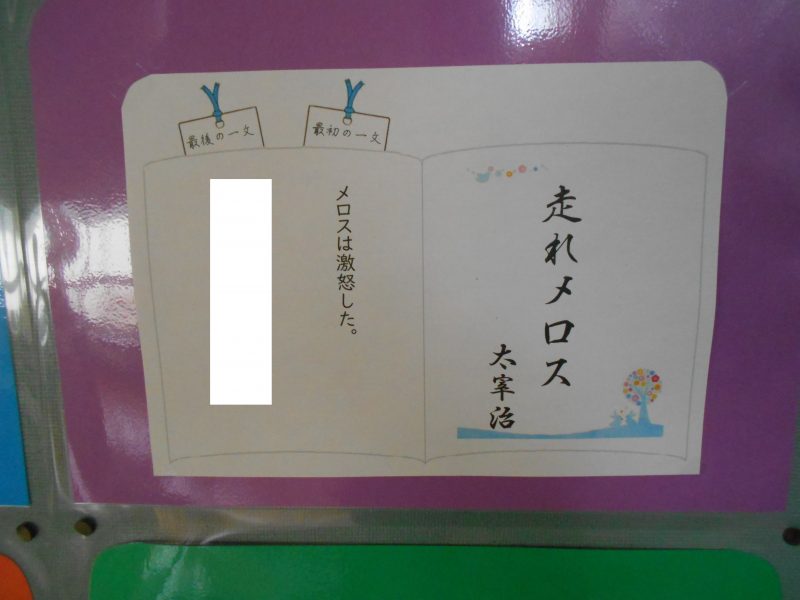 走れメロス
太宰治
最初の一文
メロスは激怒した。
最後の一文